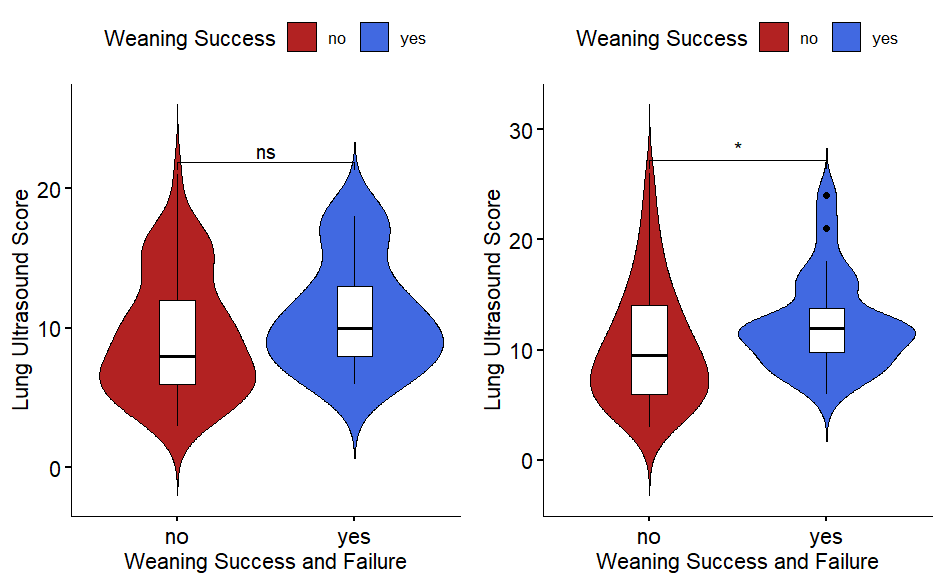 Weaning Success no yes
ns
Lung Ultrasound Score
20
10
0
no yes
Weaning Success and Failure
Weaning Success no yes
*
Lung Ultrasound Score
30
20
10
0
no yes
Weaning Success and Failure